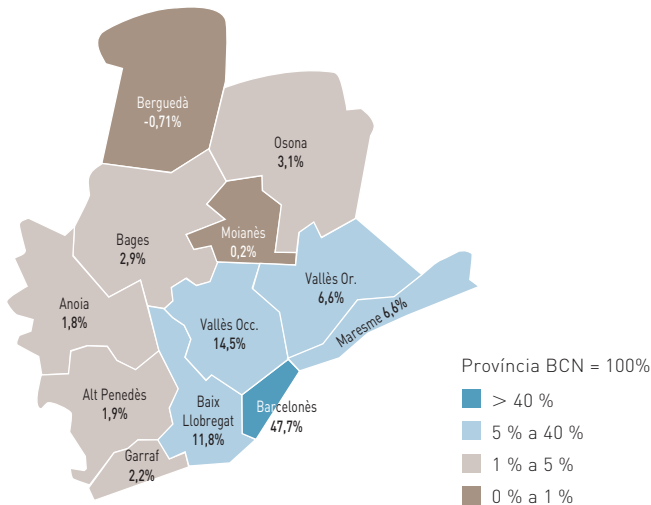 Berguedà
-0,71%
Osona
3,1%
Moianès
0,2%
Bages
2,9%
Vallès Or.
6,6%
Anoia
1,8%
Vallès Occ.
14,5%
Maresme 6,6%
Alt Penedès
1,9%
Baix
Llobregat
11,8%
Barcelonès
47,7%
Garraf
2,2%
Província BCN = 100%
> 40 %
5 % a 40 %
1 % a 5 %
0 % a 1 %